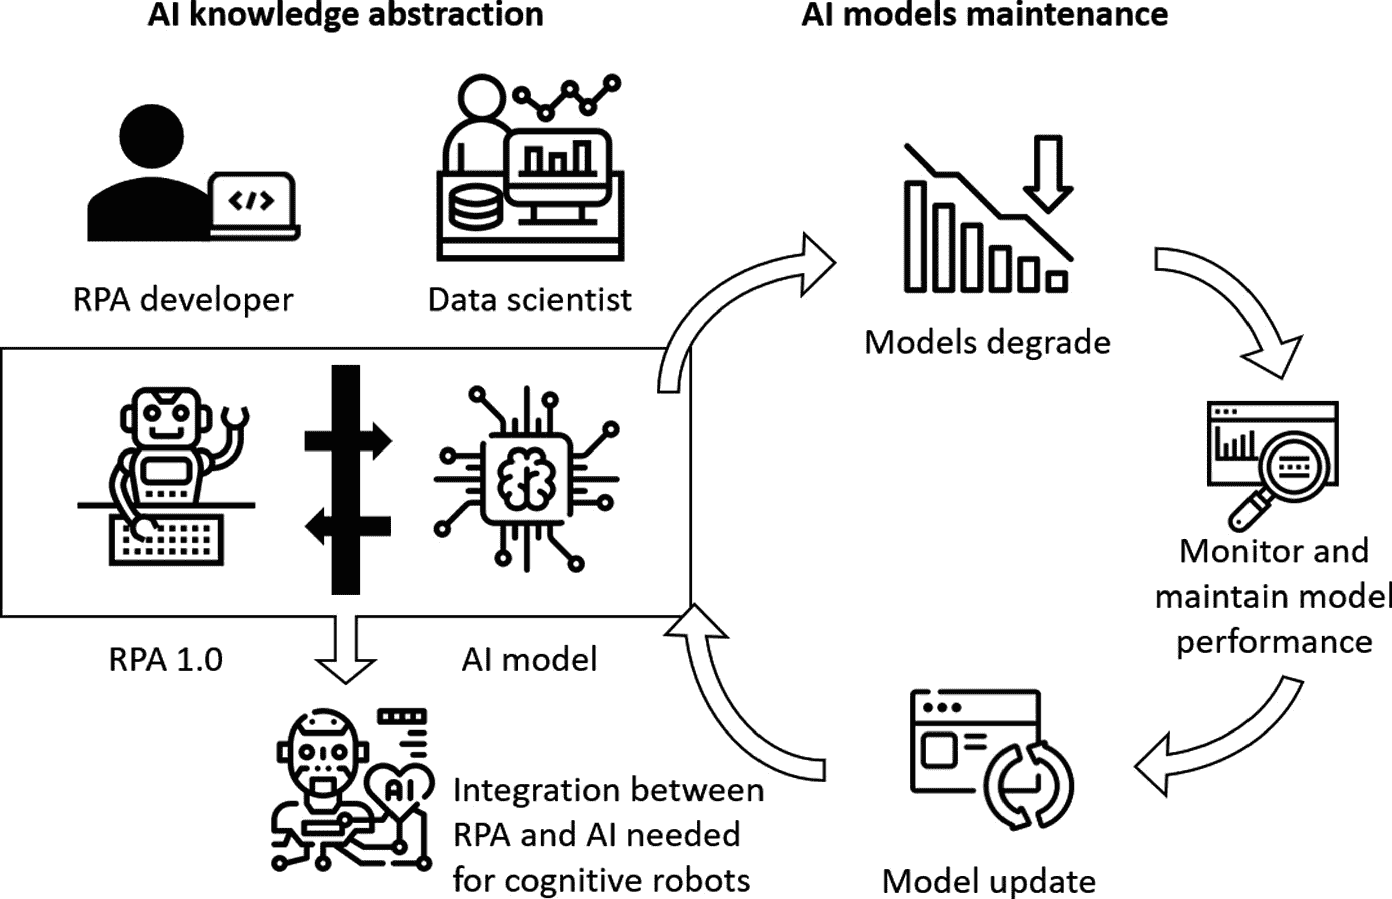 AI knowledge abstraction
AI models maintenance
</>
RPA developer
Data scientist
Models degrade
Monitor and
maintain model
performance
RPA 1.0
AI model
AI
Integration between
RPA and AI needed
for cognitive robots
Model update